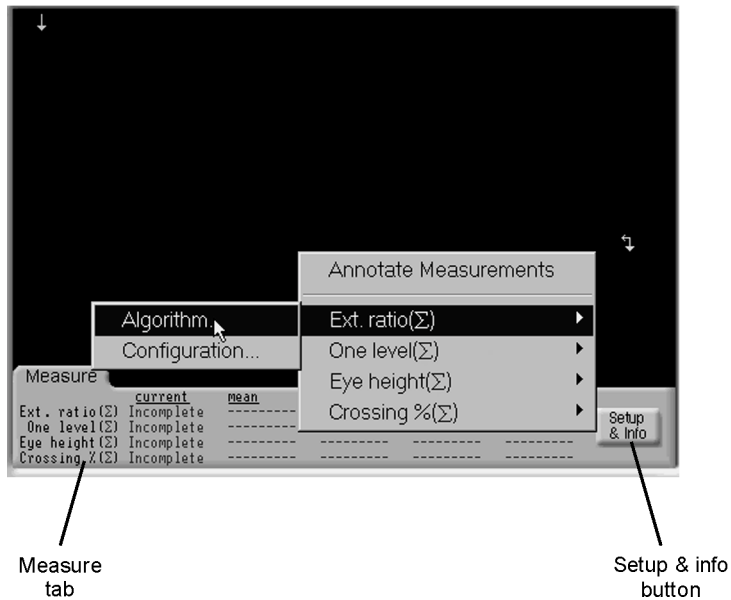 Annotate Measurements
Algorithm...
Ext. ratio(Σ)
Configuration...
One level(Σ)
Eye height(Σ)
Crossing %(Σ)
Measure
current mean
Ext. ratio(Σ) Incomplete ---------
One level(Σ) Incomplete --------- --------- --------- ---------
Eye height(Σ) Incomplete --------- --------- --------- ---------
Crossing %(Σ) Incomplete --------- --------- --------- ---------
Setup
& Info
Measure
tab
Setup & info
button